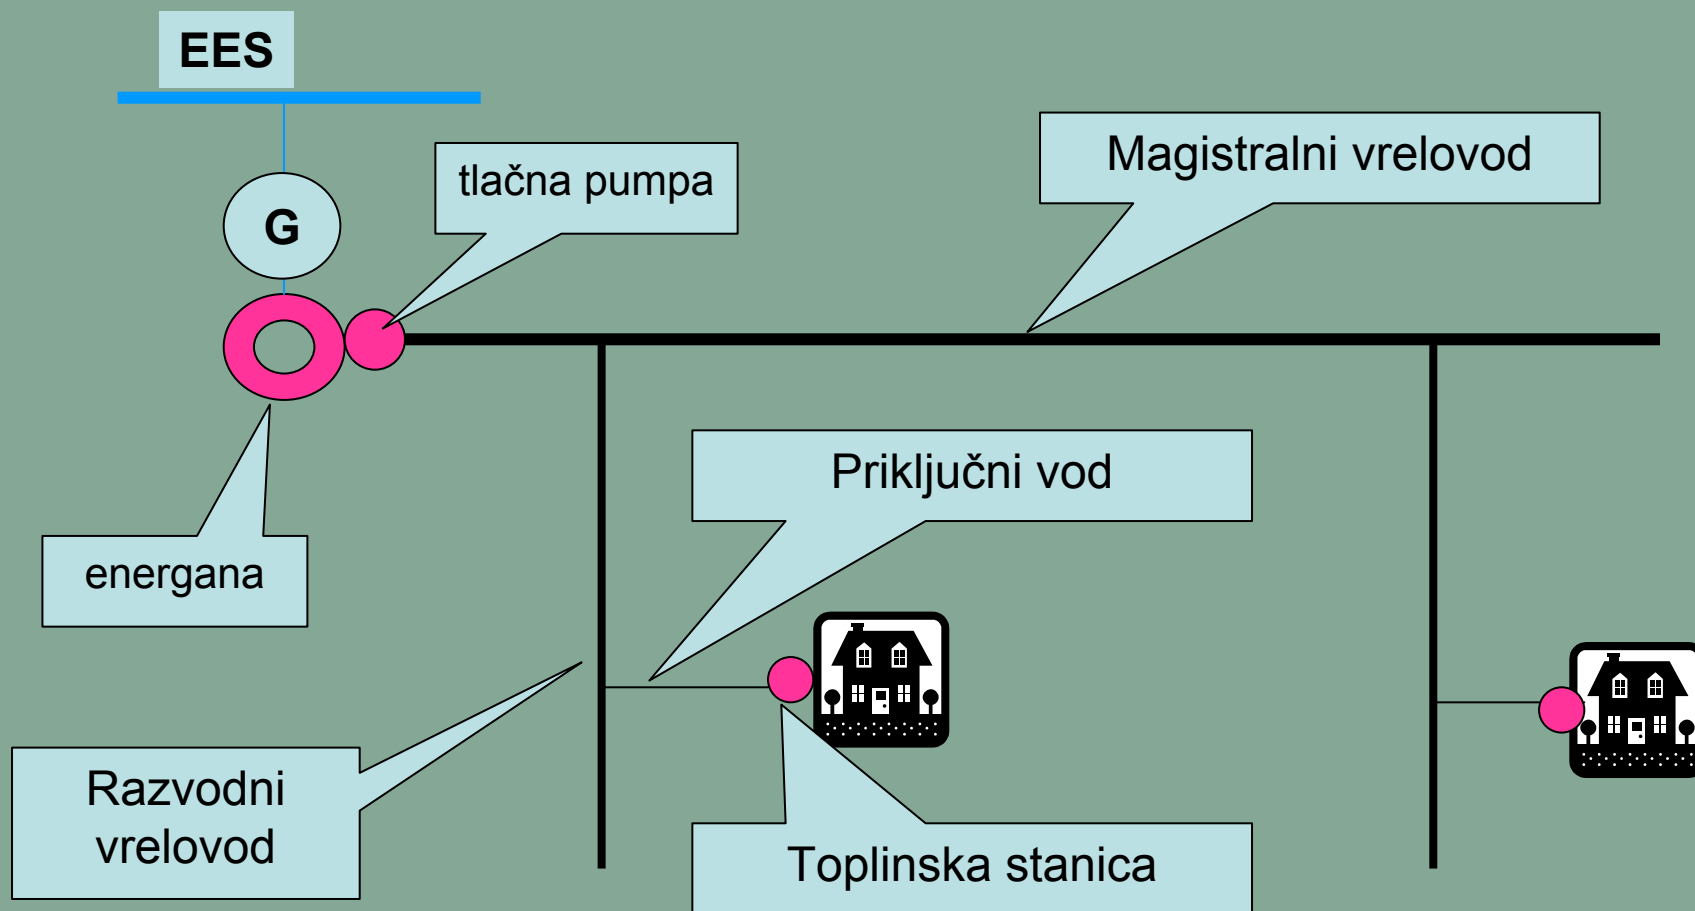 EES
Magistralni vrelovod
tlačna pumpa
G
Priključni vod
energana
Razvodni
vrelovod
Toplinska stanica